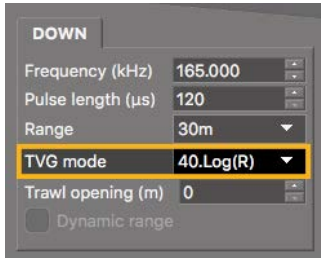 DOWN
Frequency (kHz) 165.000
Pulse length (µs) 120
Range 30m
TVG mode 40.Log(R)
Trawl opening (m) 0
Dynamic range